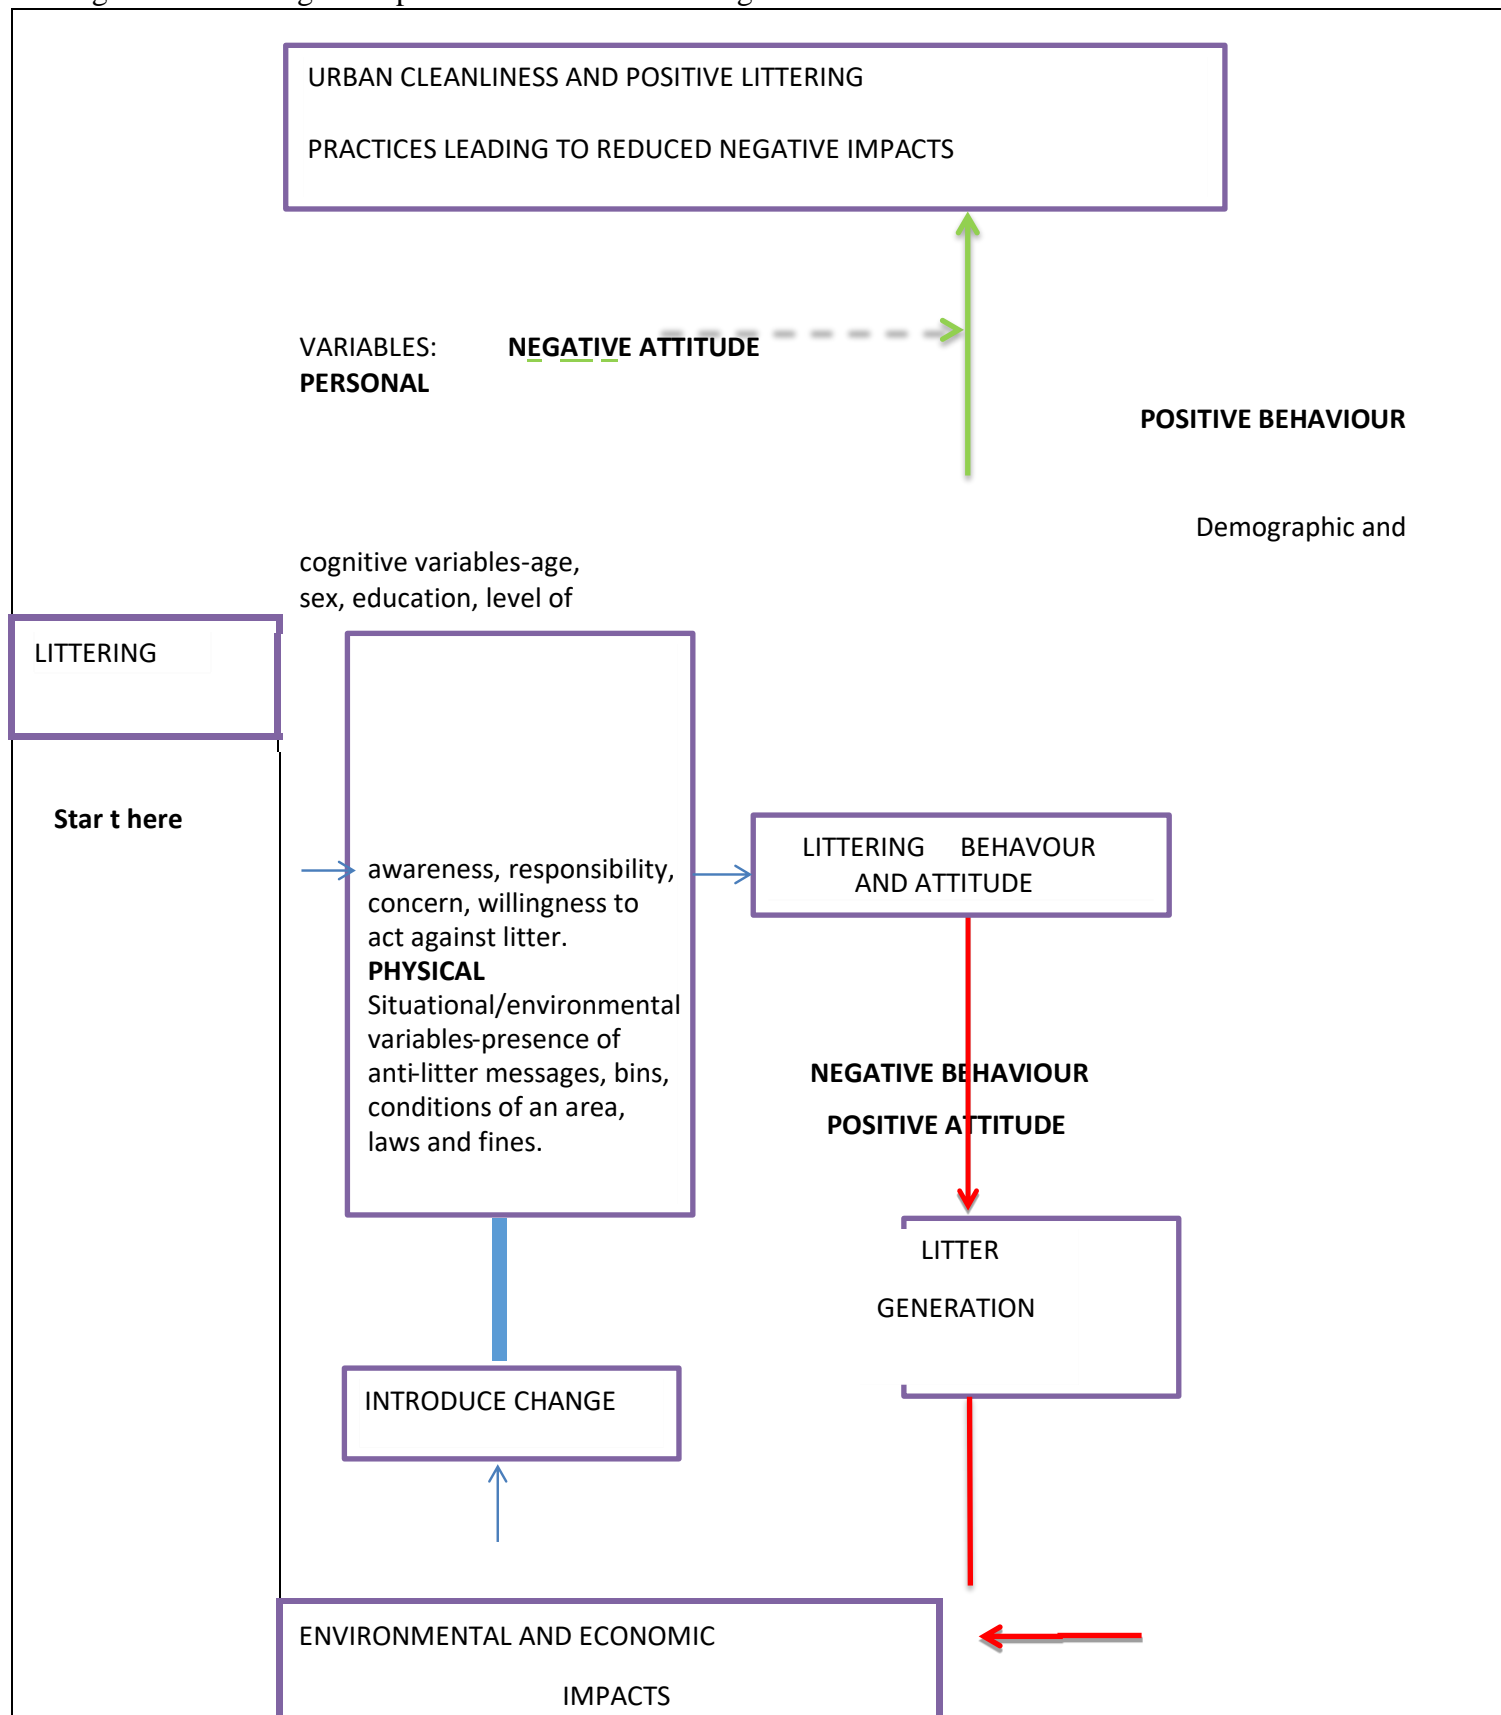 URBAN CLEANLINESS AND POSITIVE LITTERING
PRACTICES LEADING TO REDUCED NEGATIVE IMPACTS
VARIABLES: NEGATIVE ATTITUDE
PERSONAL
POSITIVE BEHAVIOUR
Demographic and
cognitive variables-age,
sex, education, level of
LITTERING
Star t here
LITTERING BEHAVOUR
AND ATTITUDE
awareness, responsibility,
concern, willingness to
act against litter.
PHYSICAL
Situational/environmental
variables-presence of
anti-litter messages, bins,
conditions of an area,
laws and fines.
NEGATIVE BEHAVIOUR
POSITIVE ATTITUDE
LITTER
GENERATION
INTRODUCE CHANGE
ENVIRONMENTAL AND ECONOMIC
IMPACTS